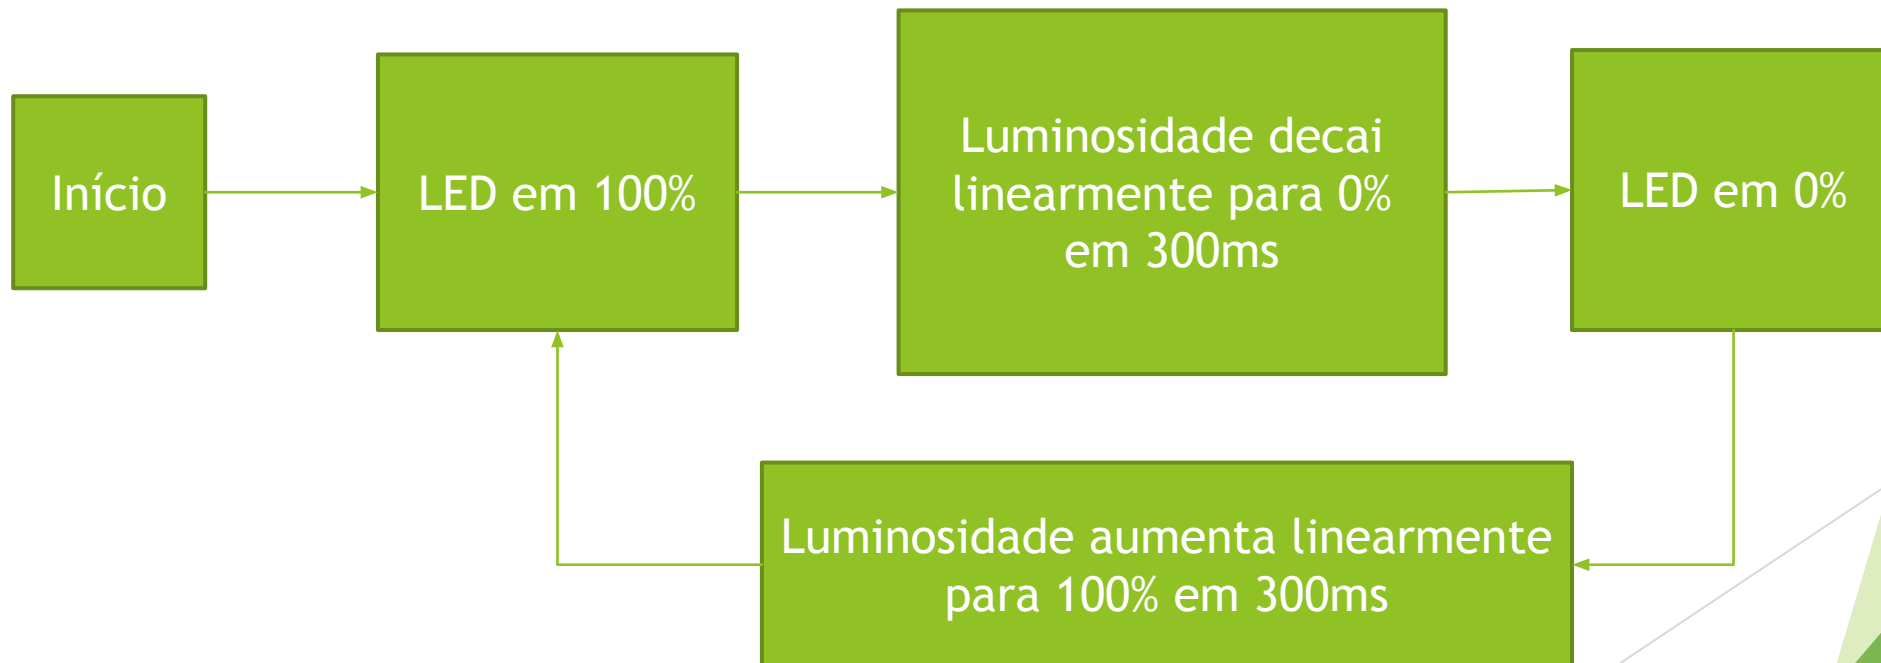 Início
LED em 100%
Luminosidade decai
linearmente para 0%
em 300ms
LED em 0%
Luminosidade aumenta linearmente
para 100% em 300ms